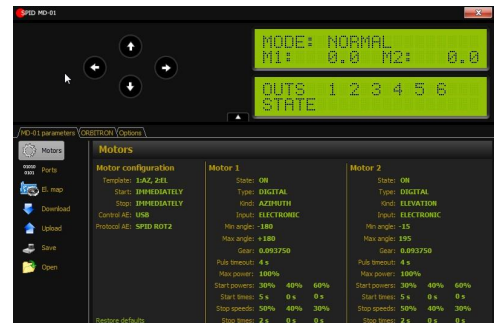 SPID MD-01
MODE: NORMAL
M1: 0.0 M2: 0.0
OUTS 1 2 3 4 5 6
STATE
MD-01 parameters ORBITRON Options
Motors
Ports
El. map
Download
Upload
Save
Open
Motors
Motor configuration
Template: 1:AZ, 2:EL
Start: IMMEDIATELY
Stop: IMMEDIATELY
Control AE: USB
Protocol AE: SPID ROT2
Restore defaults
Motor 1
State: ON
Type: DIGITAL
Kind: AZIMUTH
Input: ELECTRONIC
Min angle: -180
Max angle: +180
Gear: 0.093750
Puls timeout: 4 s
Max power: 100%
Start powers: 30% 40% 60%
Start times: 5 s 0 s 0 s
Stop speeds: 50% 40% 30%
Stop times: 2 s 0 s 0 s
Motor 2
State: ON
Type: DIGITAL
Kind: ELEVATION
Input: ELECTRONIC
Min angle: -15
Max angle: 195
Gear: 0.093750
Puls timeout: 4 s
Max power: 100%
Start powers: 30% 40% 60%
Start times: 5 s 0 s 0 s
Stop speeds: 50% 40% 30%
Stop times: 2 s 0 s 0 s